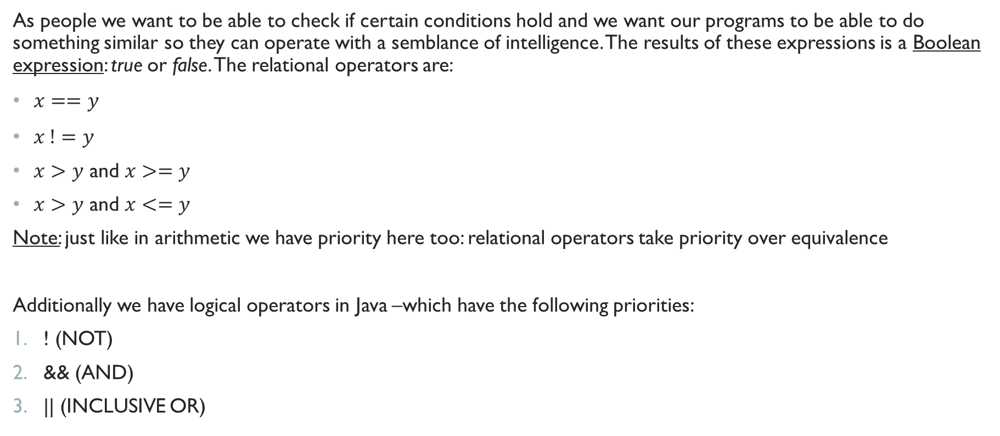 As people we want to be able to check if certain conditions hold and we want our programs to be able to do
something similar so they can operate with a semblance of intelligence. The results of these expressions is a Boolean
expression: true or false. The relational operators are:
• x == y
• x ! = y
• x > y and x >= y
• x > y and x <= y
Note: just like in arithmetic we have priority here too: relational operators take priority over equivalence
Additionally we have logical operators in Java –which have the following priorities:
1. ! (NOT)
2. && (AND)
3. || (INCLUSIVE OR)